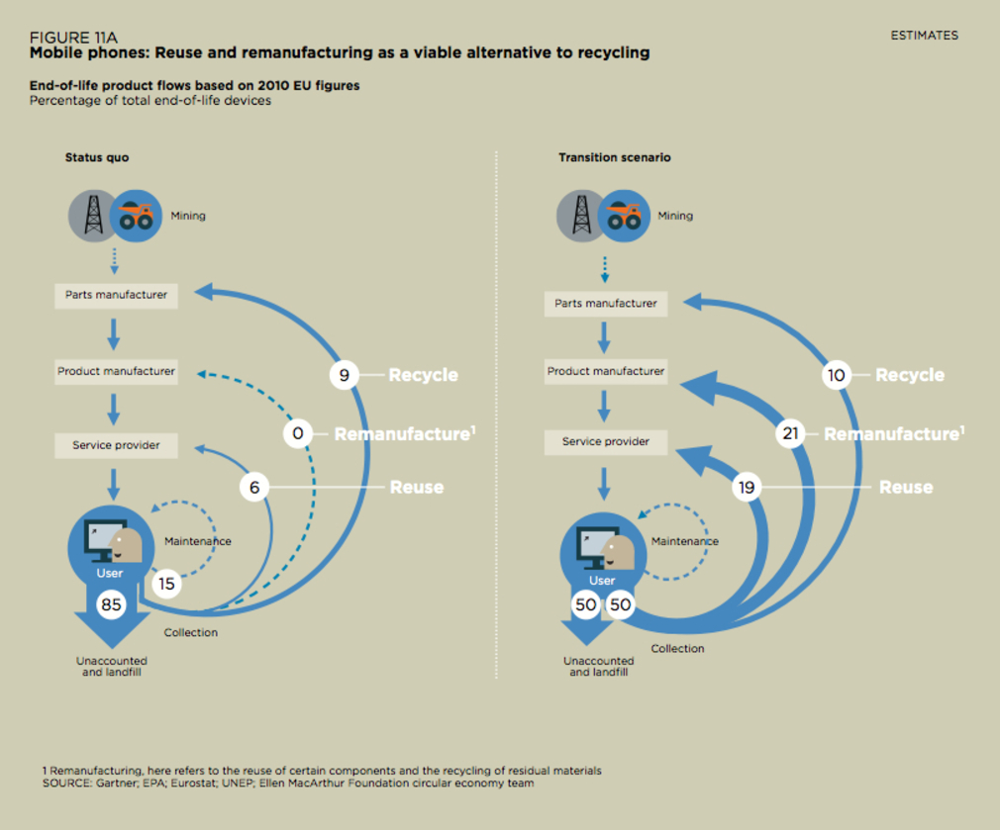 FIGURE 11A
ESTIMATES
Mobile phones: Reuse and remanufacturing as a viable alternative to recycling
End-of-life product flows based on 2010 EU figures
Percentage of total end-of-life devices
Status quo
Mining
Parts manufacturer
Product manufacturer
9 Recycle
0 Remanufacture¹
Service provider
6 Reuse
Maintenance
User
15
85
Collection
Unaccounted
and landfill
Transition scenario
Mining
Parts manufacturer
Product manufacturer
10 Recycle
21 Remanufacture¹
Service provider
19 Reuse
Maintenance
User
50 50
Collection
Unaccounted
and landfill
1 Remanufacturing, here refers to the reuse of certain components and the recycling of residual materials
SOURCE: Gartner; EPA; Eurostat; UNEP; Ellen MacArthur Foundation circular economy team